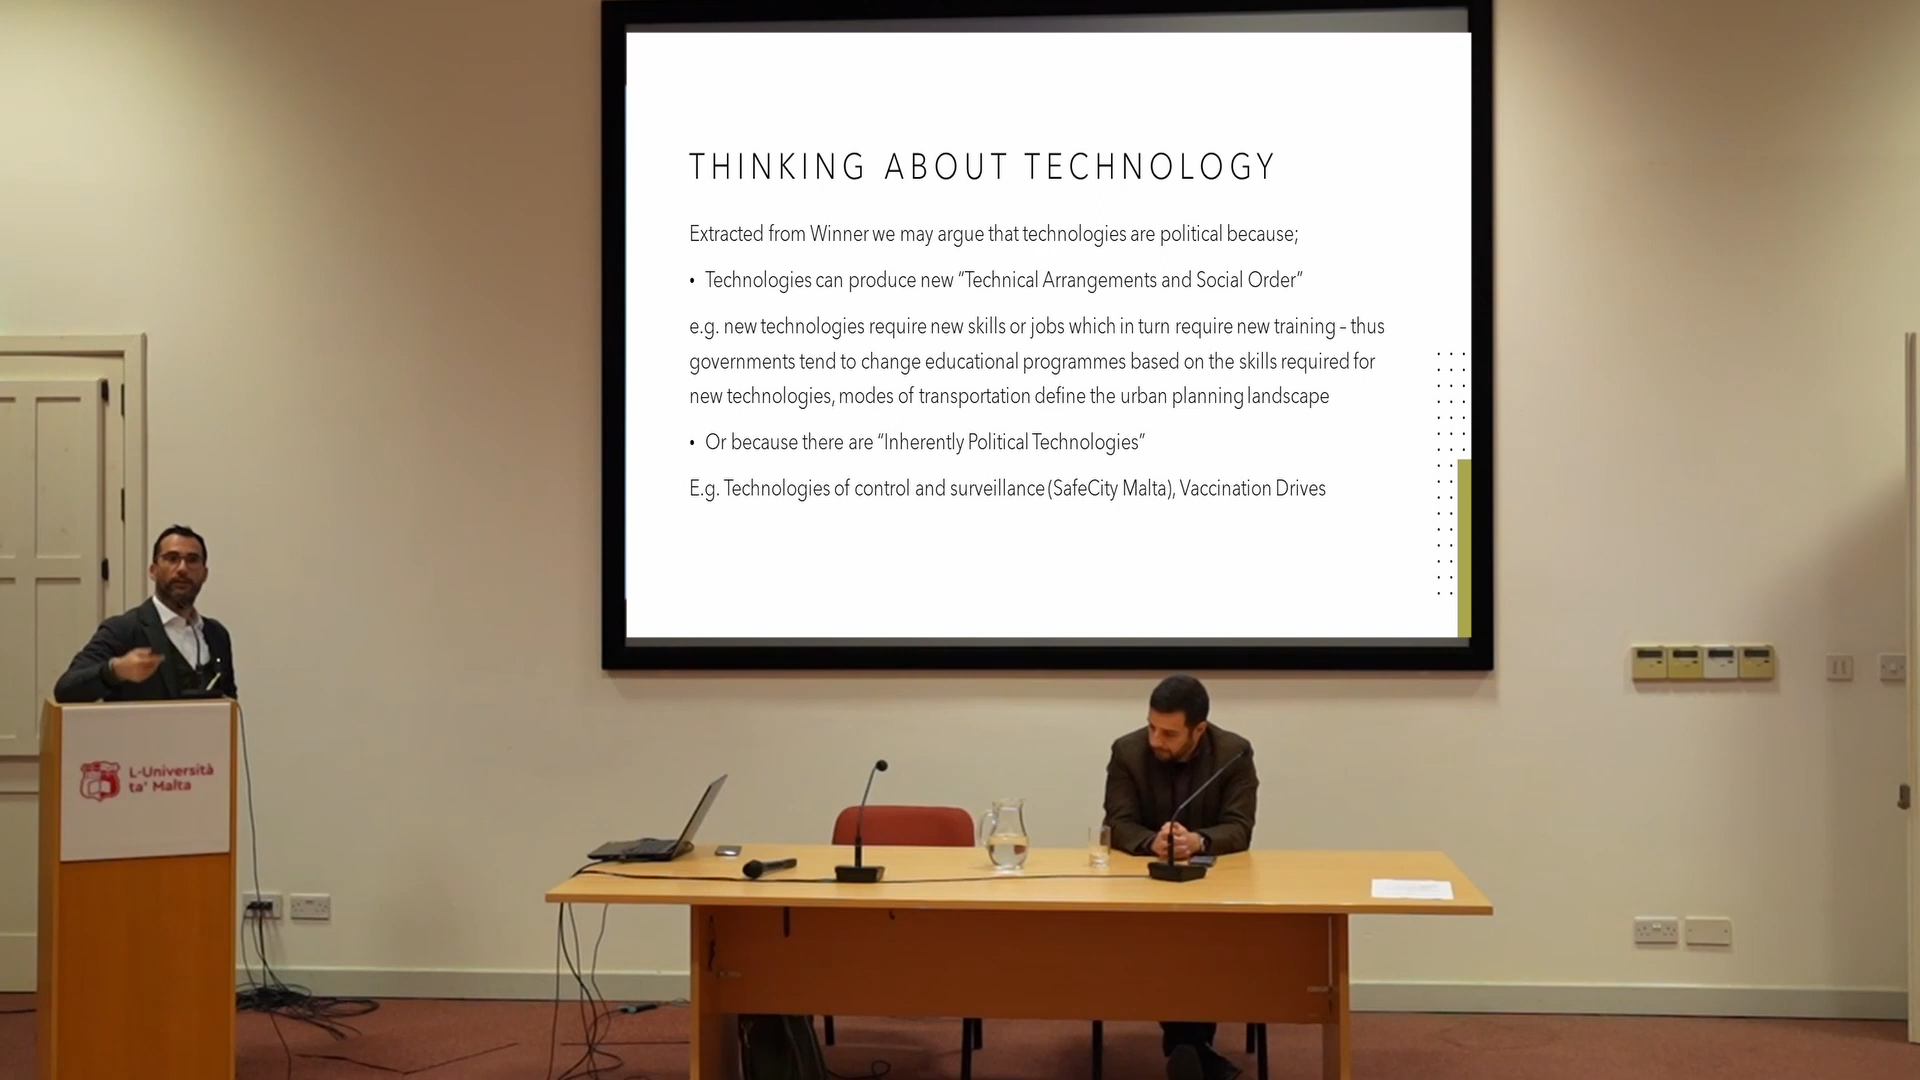 THINKING ABOUT TECHNOLOGY
Extracted from Winner we may argue that technologies are political because;
• Technologies can produce new “Technical Arrangements and Social Order”
e.g. new technologies require new skills or jobs which in turn require new training – thus
governments tend to change educational programmes based on the skills required for
new technologies, modes of transportation define the urban planning landscape
• Or because there are “Inherently Political Technologies”
E.g. Technologies of control and surveillance (SafeCity Malta), Vaccination Drives
L-Università
ta' Malta